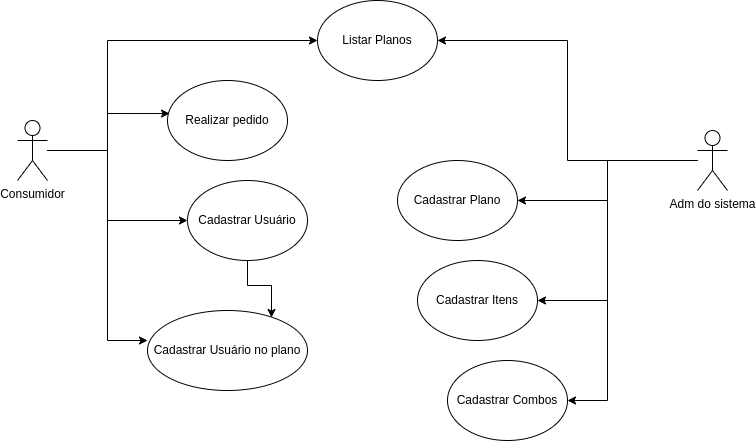 Listar Planos
Realizar pedido
Consumidor
Cadastrar Usuário
Cadastrar Usuário no plano
Adm do sistema
Cadastrar Plano
Cadastrar Itens
Cadastrar Combos